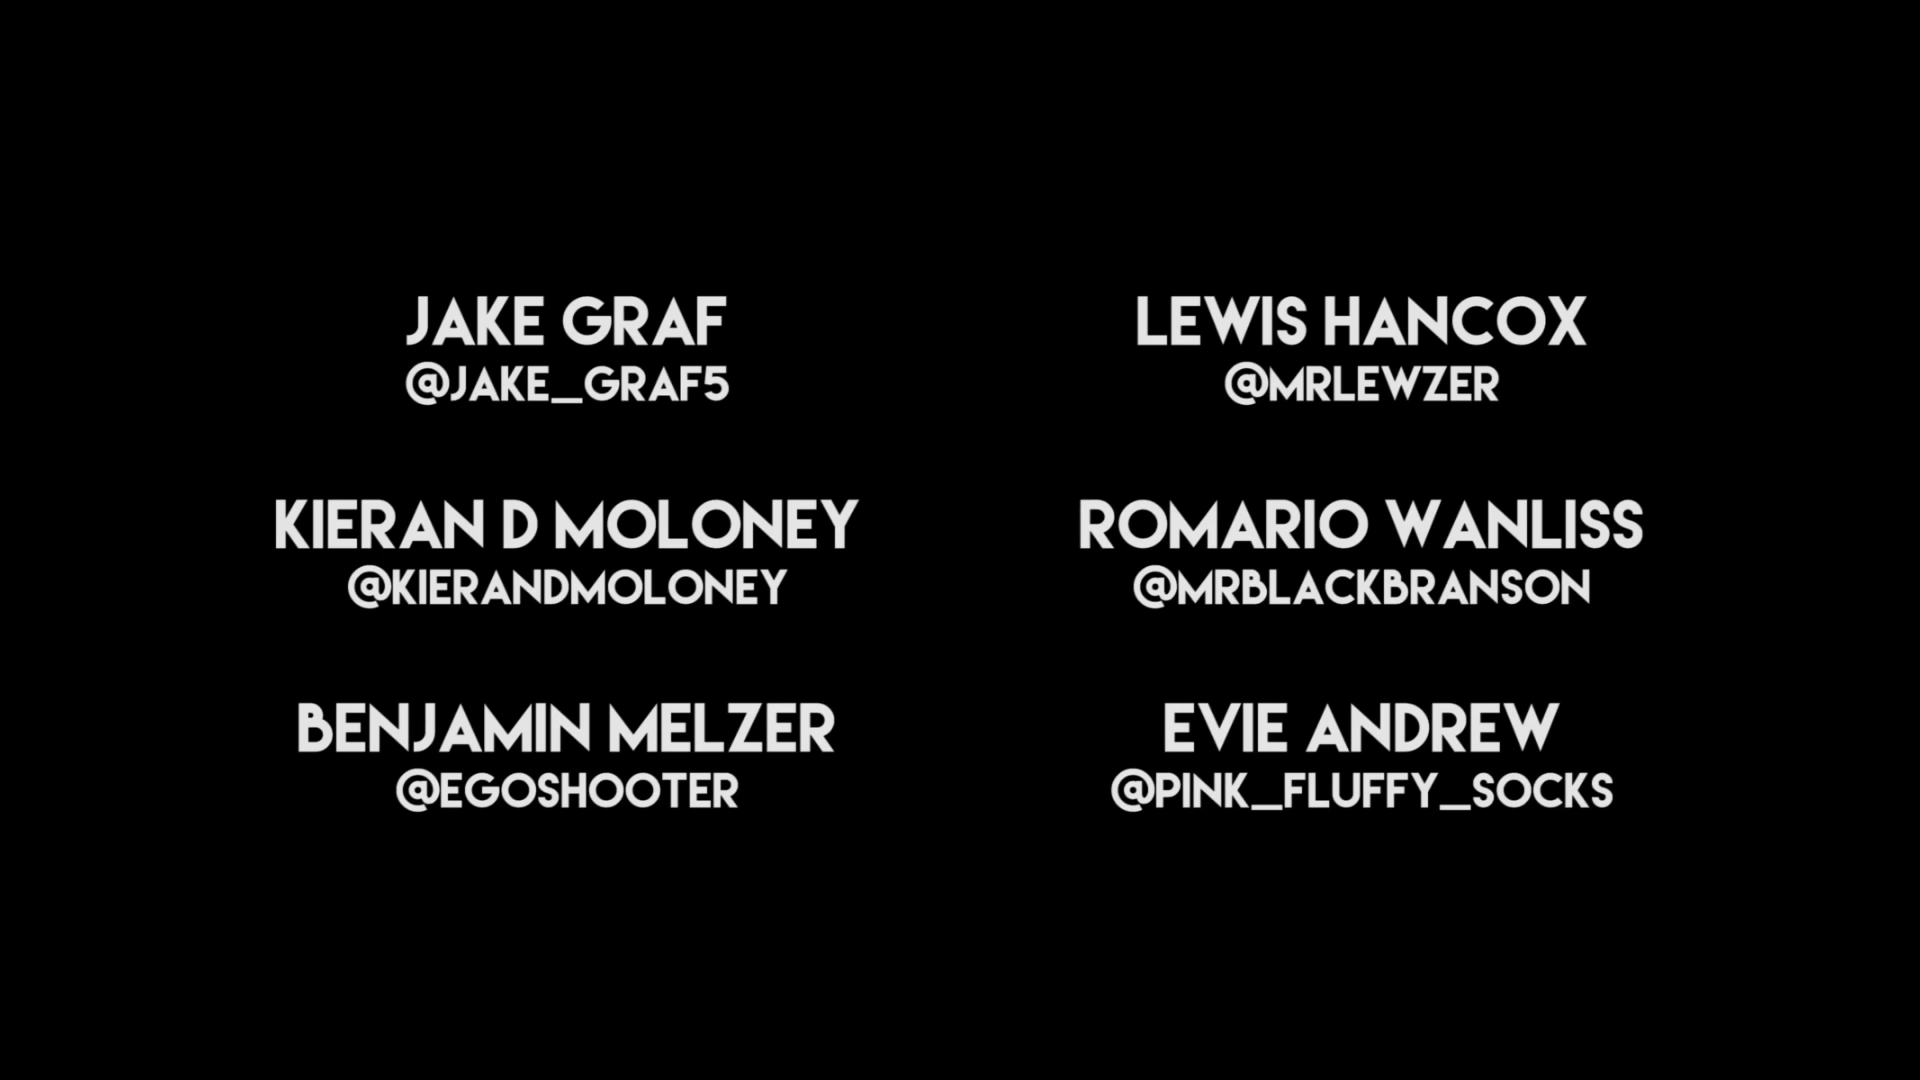 JAKE GRAF
@JAKE_GRAF5
LEWIS HANCOX
@MRLEWZER
KIERAN D MOLONEY
@KIERANDMOLONEY
ROMARIO WANLISS
@MRBLACKBRANSON
BENJAMIN MELZER
@EGOSHOOTER
EVIE ANDREW
@PINK_FLUFFY_SOCKS